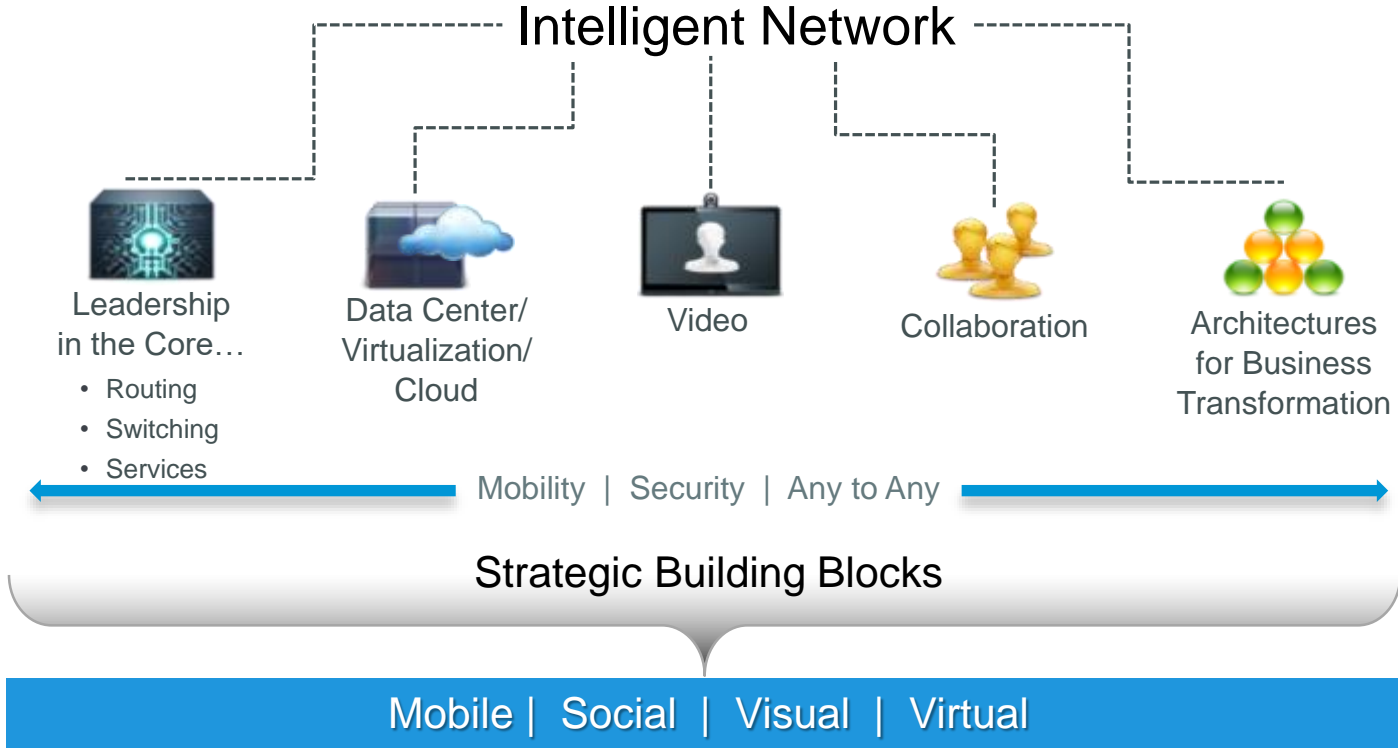 Intelligent Network
Leadership
in the Core…
• Routing
• Switching
• Services
Data Center/
Virtualization/
Cloud
Video
Collaboration
Architectures
for Business
Transformation
Mobility | Security | Any to Any
Strategic Building Blocks
Mobile | Social | Visual | Virtual